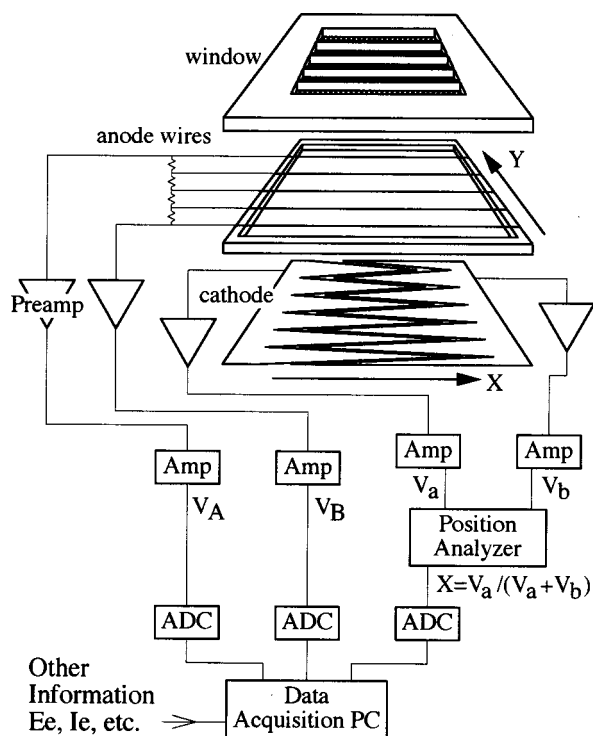 window
anode wires
Y
Preamp
cathode
X
Amp
Amp
Amp
Amp
V_A
V_B
V_a
V_b
Position
Analyzer
X=V_a/(V_a+V_b)
ADC
ADC
ADC
Other
Information
Ee, Ie, etc.
Data
Acquisition PC